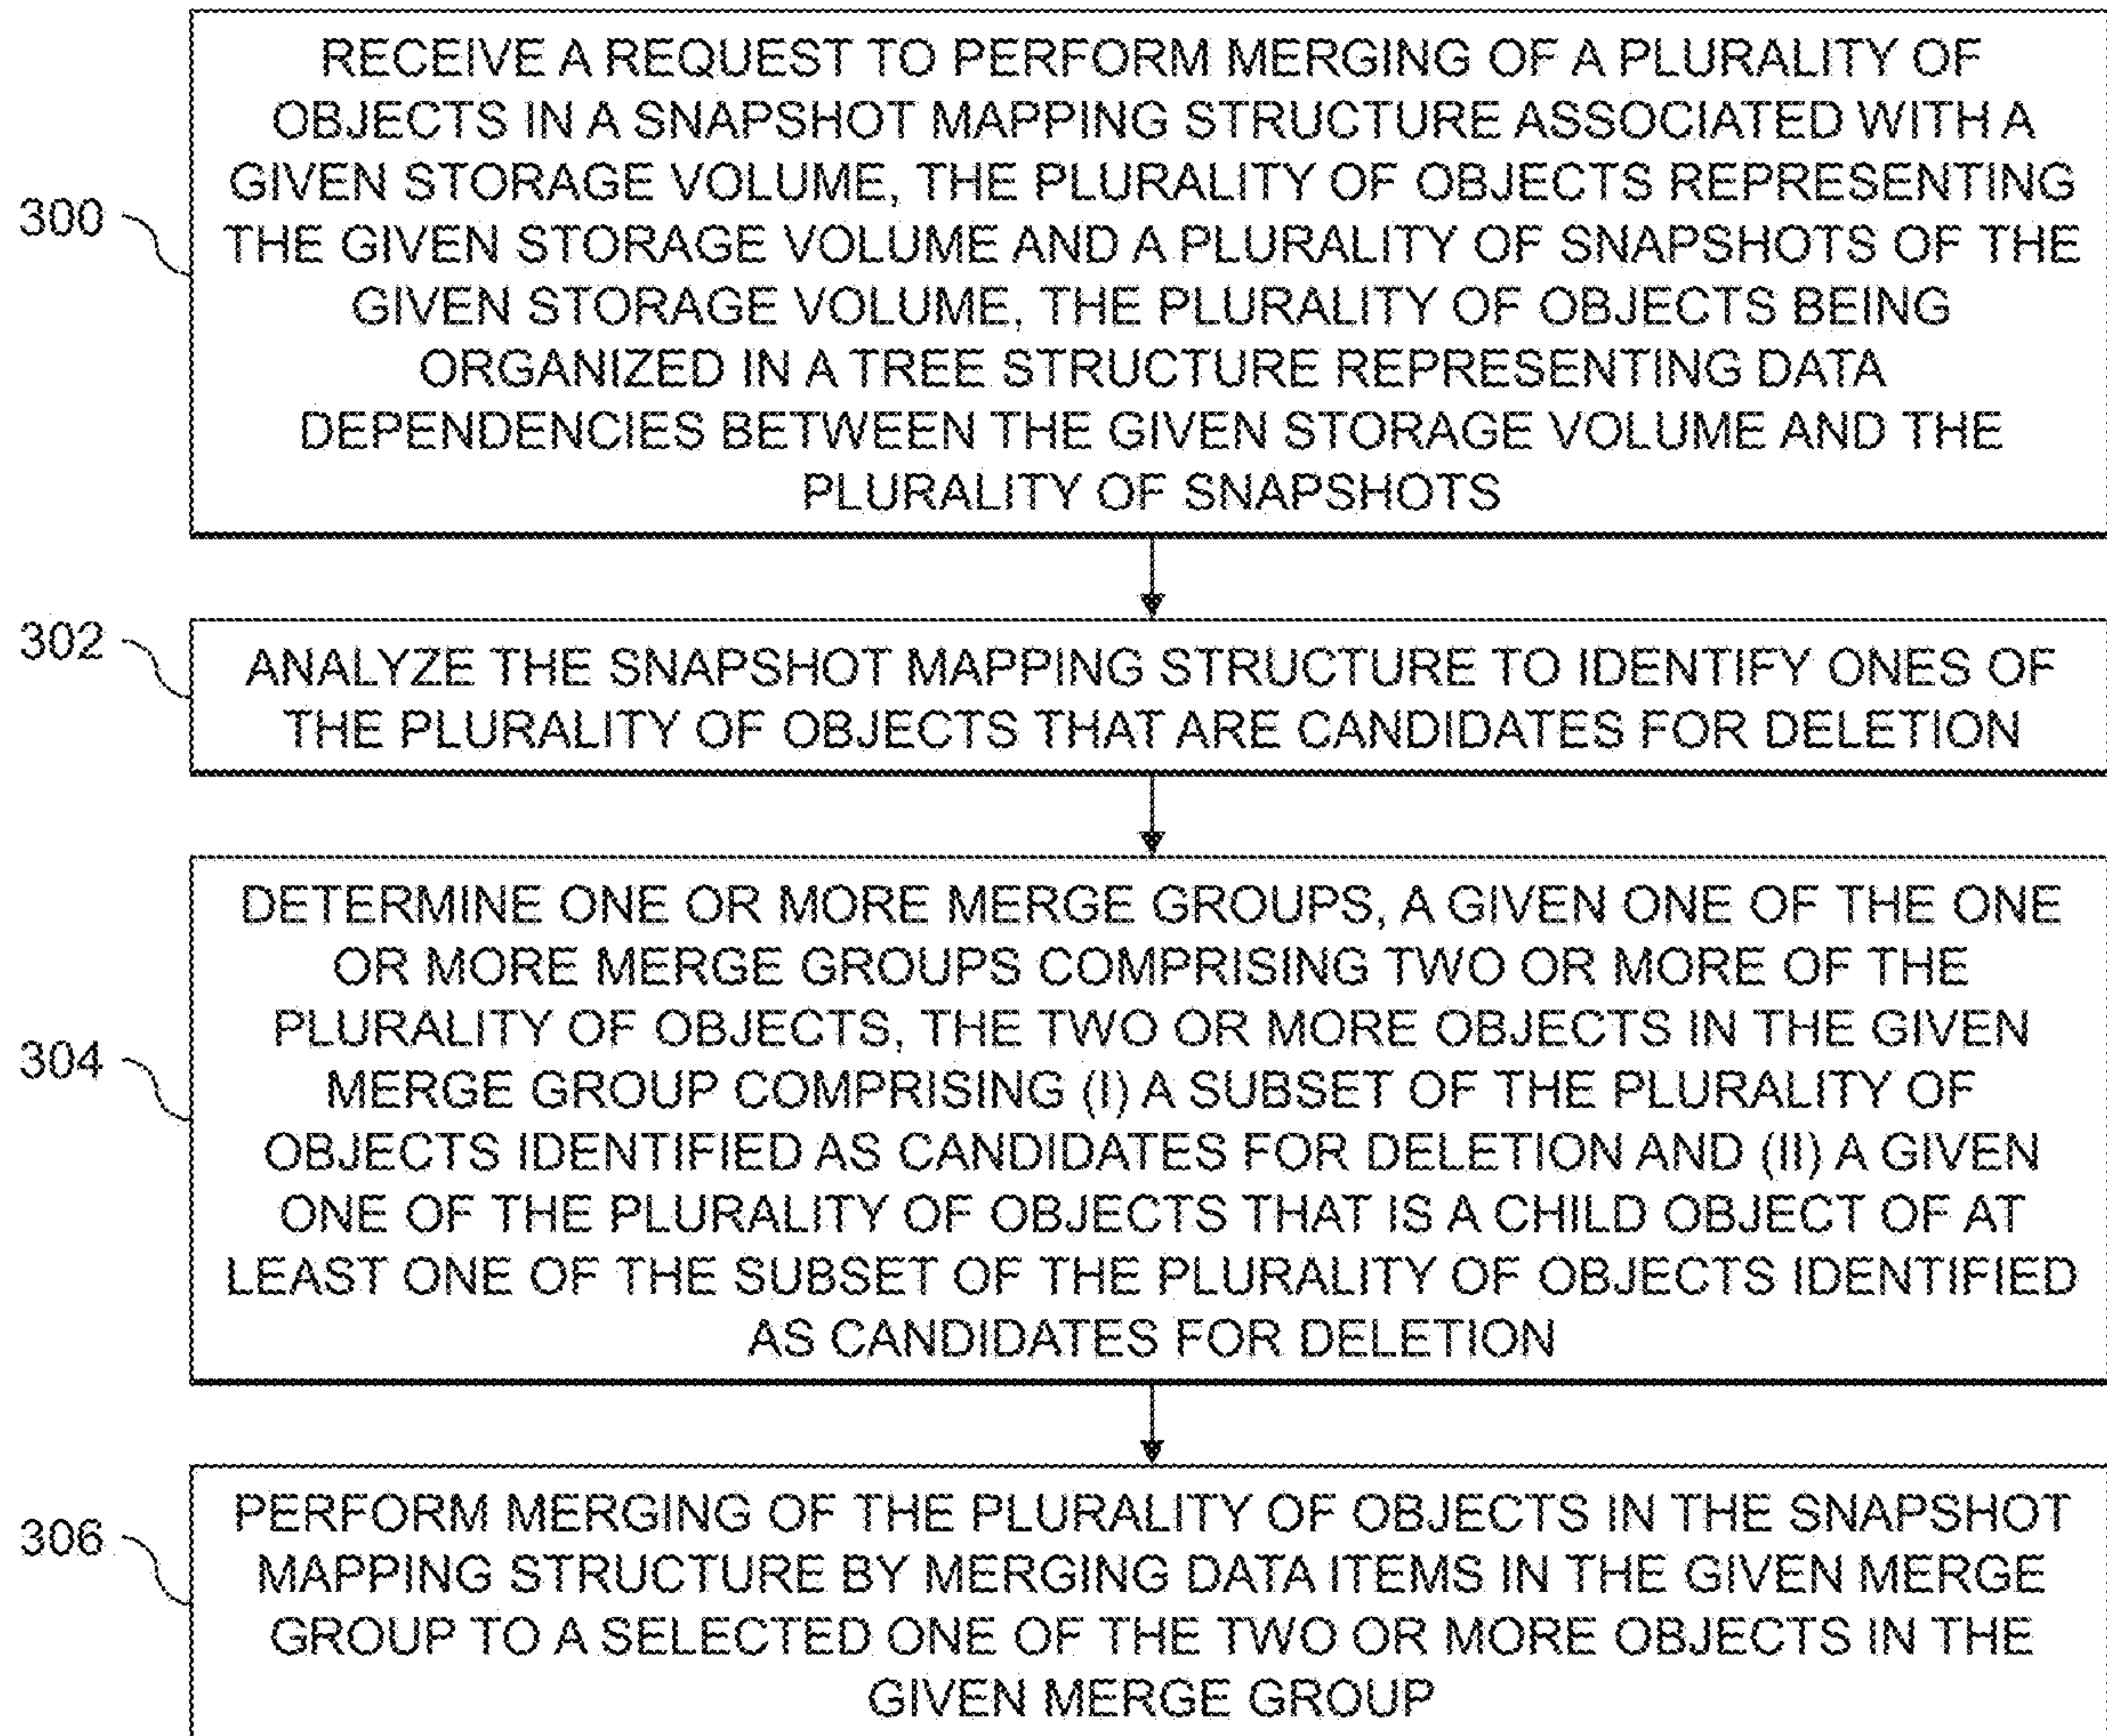 RECEIVE A REQUEST TO PERFORM MERGING OF A PLURALITY OF
OBJECTS IN A SNAPSHOT MAPPING STRUCTURE ASSOCIATED WITH A
GIVEN STORAGE VOLUME, THE PLURALITY OF OBJECTS REPRESENTING
300
THE GIVEN STORAGE VOLUME AND A PLURALITY OF SNAPSHOTS OF THE
GIVEN STORAGE VOLUME, THE PLURALITY OF OBJECTS BEING
ORGANIZED IN A TREE STRUCTURE REPRESENTING DATA
DEPENDENCIES BETWEEN THE GIVEN STORAGE VOLUME AND THE
PLURALITY OF SNAPSHOTS
302
ANALYZE THE SNAPSHOT MAPPING STRUCTURE TO IDENTIFY ONES OF
THE PLURALITY OF OBJECTS THAT ARE CANDIDATES FOR DELETION
DETERMINE ONE OR MORE MERGE GROUPS, A GIVEN ONE OF THE ONE
OR MORE MERGE GROUPS COMPRISING TWO OR MORE OF THE
PLURALITY OF OBJECTS, THE TWO OR MORE OBJECTS IN THE GIVEN
304
MERGE GROUP COMPRISING (I) A SUBSET OF THE PLURALITY OF
OBJECTS IDENTIFIED AS CANDIDATES FOR DELETION AND (II) A GIVEN
ONE OF THE PLURALITY OF OBJECTS THAT IS A CHILD OBJECT OF AT
LEAST ONE OF THE SUBSET OF THE PLURALITY OF OBJECTS IDENTIFIED
AS CANDIDATES FOR DELETION
306
PERFORM MERGING OF THE PLURALITY OF OBJECTS IN THE SNAPSHOT
MAPPING STRUCTURE BY MERGING DATA ITEMS IN THE GIVEN MERGE
GROUP TO A SELECTED ONE OF THE TWO OR MORE OBJECTS IN THE
GIVEN MERGE GROUP